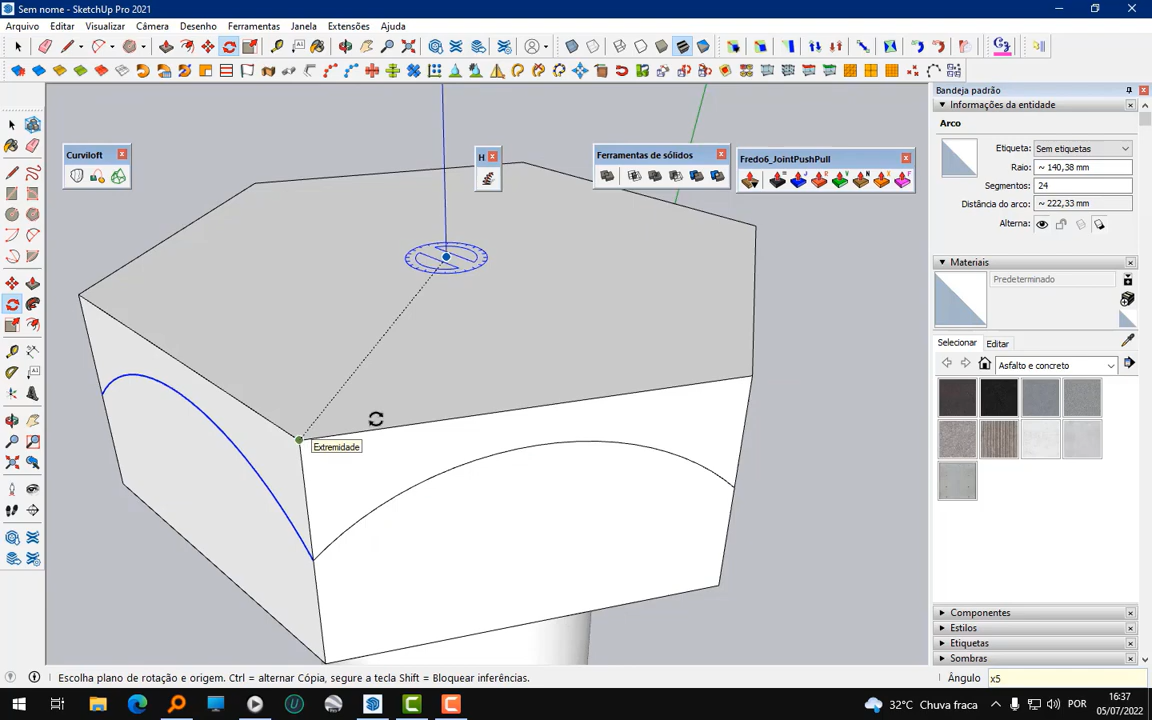 Sem nome - SketchUp Pro 2021
Arquivo Editar Visualizar Câmera Desenho Ferramentas Janela Extensões Ajuda
Bandeja padrão
Informações da entidade
Arco
Etiqueta: Sem etiquetas
Raio: ~ 140,38 mm
Segmentos: 24
Distância do arco: ~ 222,33 mm
Alterna:
Curviloft
H
Ferramentas de sólidos
Fredo6_JointPushPull
Materiais
Predeterminado
Selecionar Editar
Asfalto e concreto
Extremidade
Componentes
Estilos
Etiquetas
Sombras
Escolha plano de rotação e origem. Ctrl = alternar Cópia, segure a tecla Shift = Bloquear inferências.
Ângulo x5
32°C Chuva fraca
POR
16:37
05/07/2022